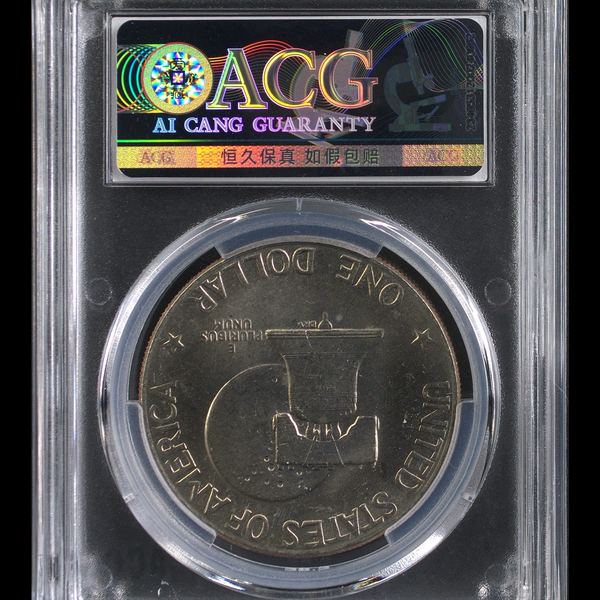 ACG
AI CANG GUARANTY
ACG 恒久保真 如假包赔 ACG
UNITED STATES OF AMERICA
E
PLURIBUS
UNUM
ONE DOLLAR